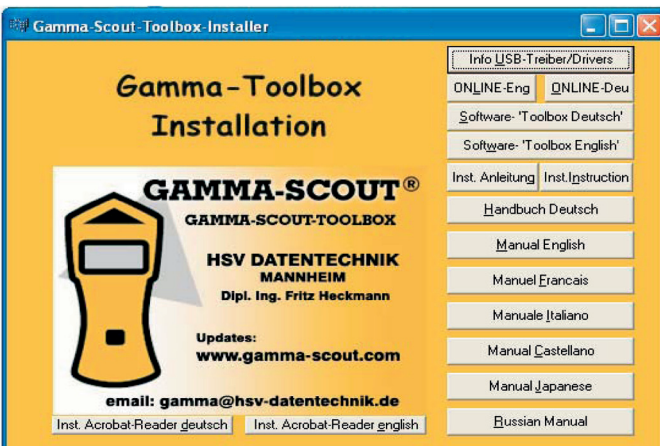 Gamma-Scout-Toolbox-Installer
Gamma-Toolbox
Installation
GAMMA-SCOUT®
GAMMA-SCOUT-TOOLBOX
HSV DATENTECHNIK
MANNHEIM
Dipl. Ing. Fritz Heckmann
Updates:
www.gamma-scout.com
email: gamma@hsv-datentechnik.de
Inst. Acrobat-Reader deutsch
Inst. Acrobat-Reader english
Info USB-Treiber/Drivers
ONLINE-Eng
ONLINE-Deu
Software- 'Toolbox Deutsch'
Software- 'Toolbox English'
Inst. Anleitung
Inst.Instruction
Handbuch Deutsch
Manual English
Manuel Francais
Manuale Italiano
Manual Castellano
Manual Japanese
Russian Manual